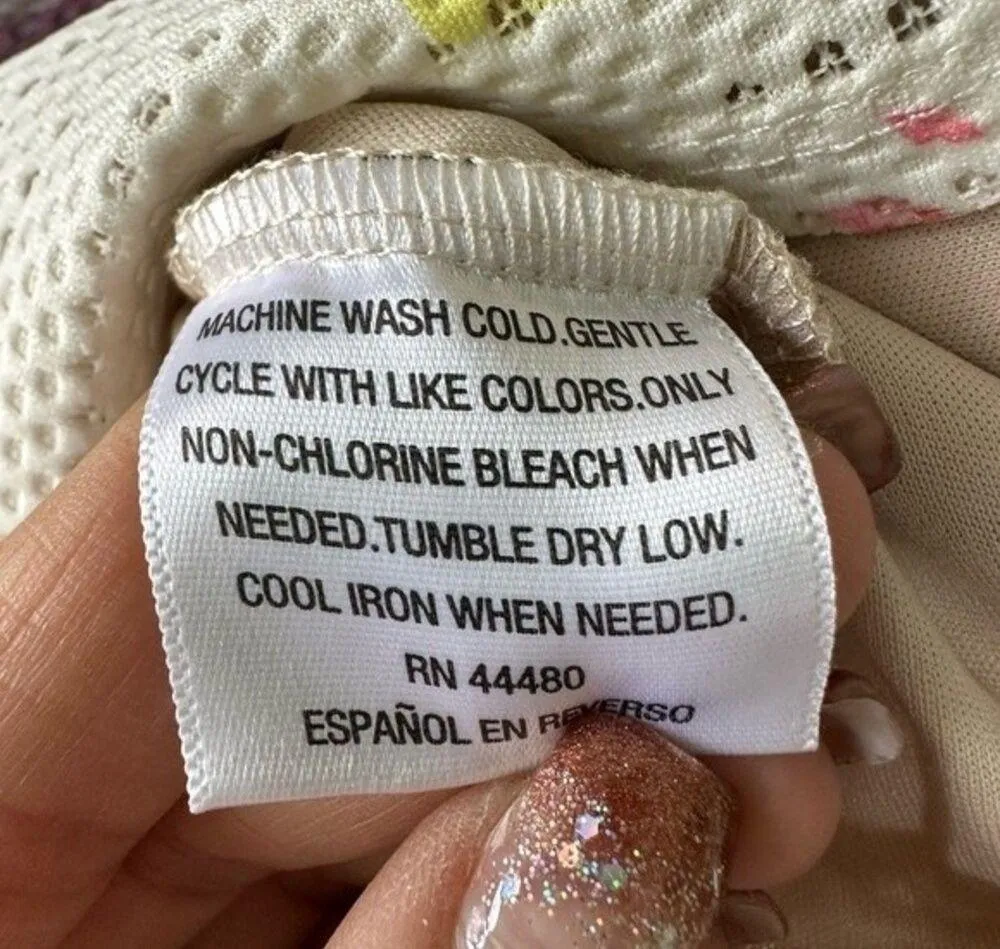 MACHINE WASH COLD.GENTLE
CYCLE WITH LIKE COLORS.ONLY
NON-CHLORINE BLEACH WHEN
NEEDED.TUMBLE DRY LOW.
COOL IRON WHEN NEEDED.
RN 44480
ESPAÑOL EN REVERSO